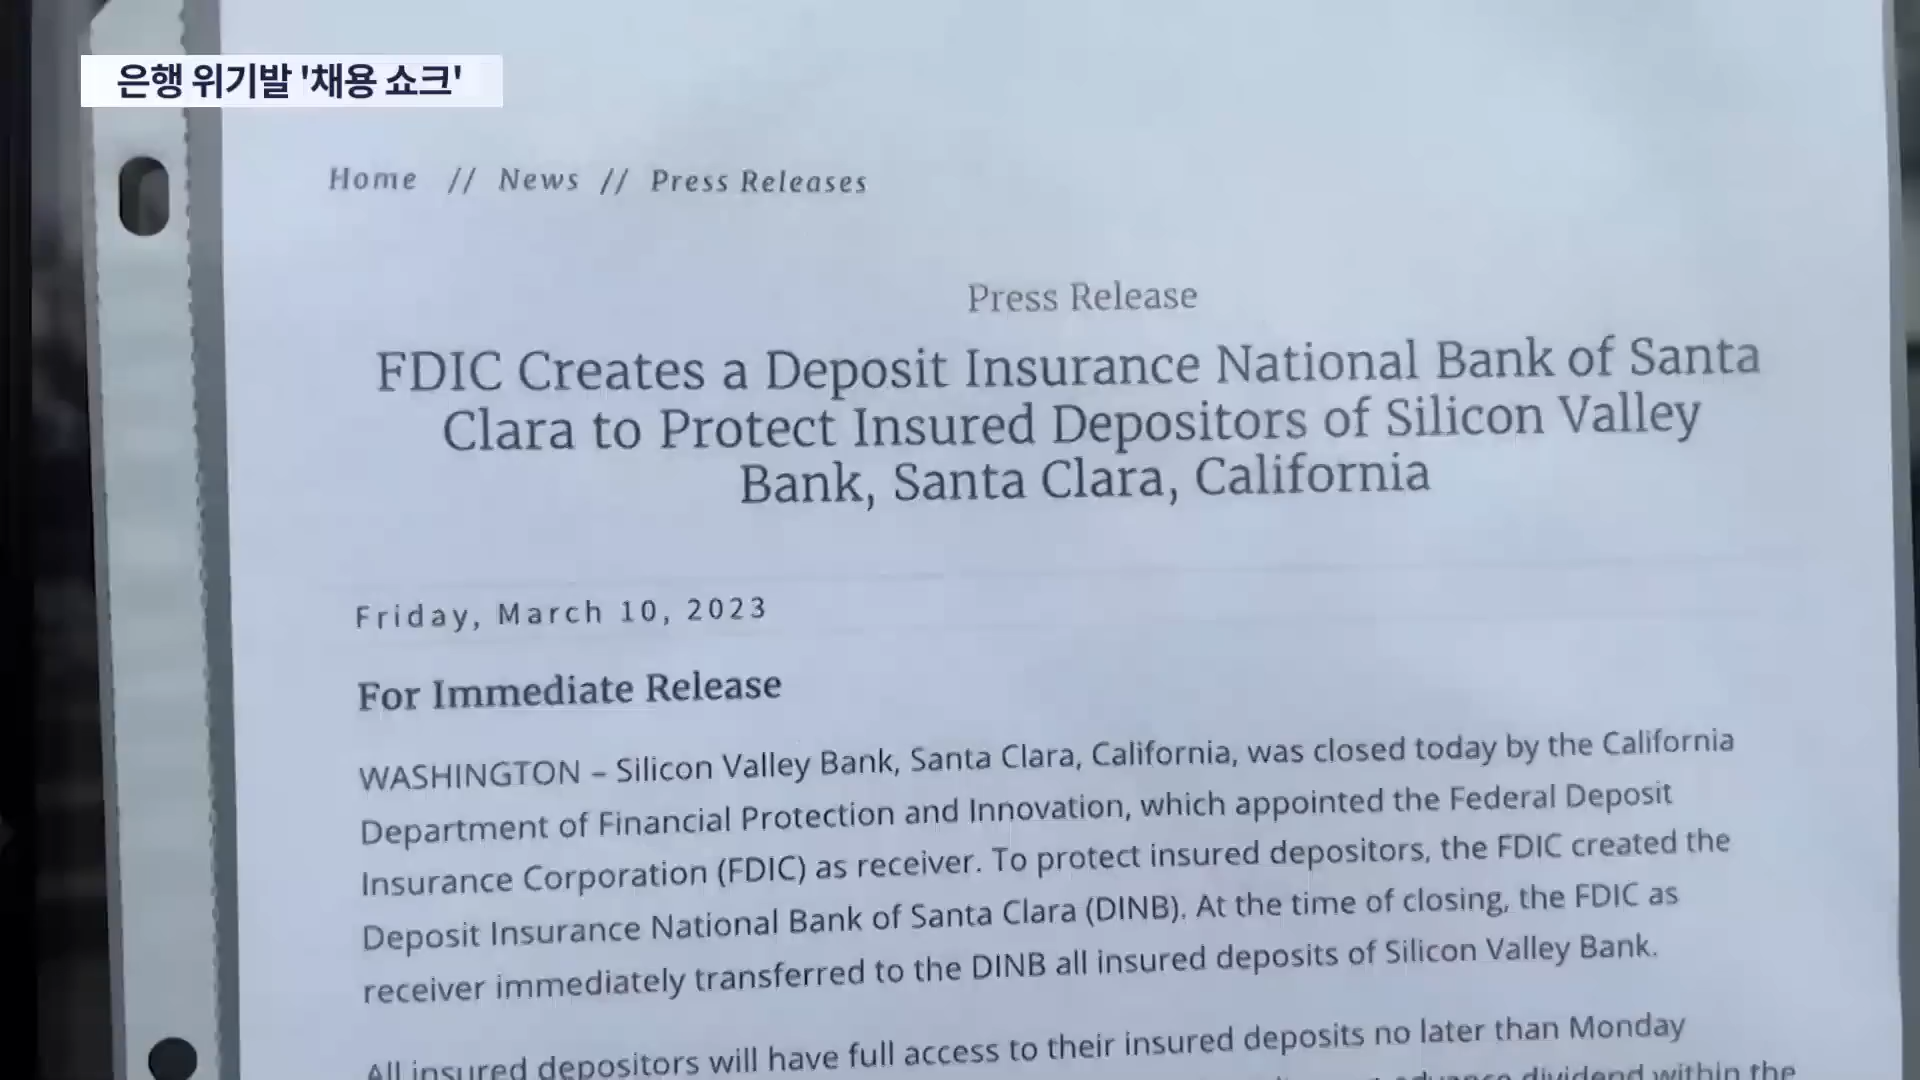 은행 위기발 '채용 쇼크'
Home // News // Press Releases
Press Release
FDIC Creates a Deposit Insurance National Bank of Santa
Clara to Protect Insured Depositors of Silicon Valley
Bank, Santa Clara, California
Friday, March 10, 2023
For Immediate Release
WASHINGTON – Silicon Valley Bank, Santa Clara, California, was closed today by the California
Department of Financial Protection and Innovation, which appointed the Federal Deposit
Insurance Corporation (FDIC) as receiver. To protect insured depositors, the FDIC created the
Deposit Insurance National Bank of Santa Clara (DINB). At the time of closing, the FDIC as
receiver immediately transferred to the DINB all insured deposits of Silicon Valley Bank.
All insured depositors will have full access to their insured deposits no later than Monday
advance dividend within the